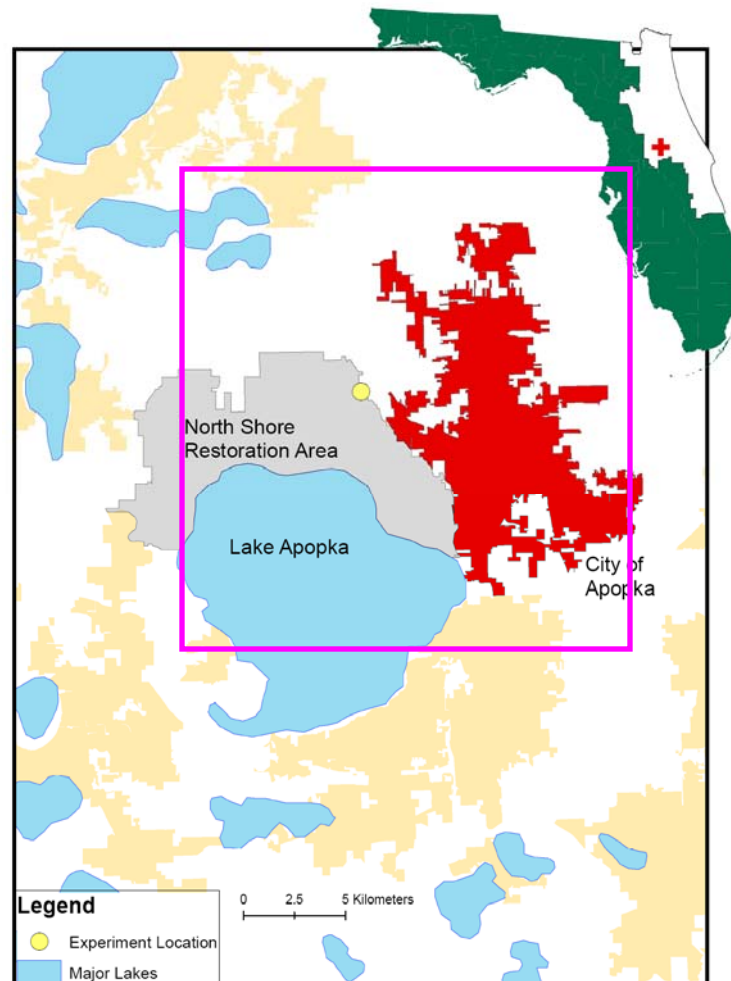 North Shore
Restoration Area
Lake Apopka
City of
Apopka
0 2.5 5 Kilometers
Legend
Experiment Location
Major Lakes